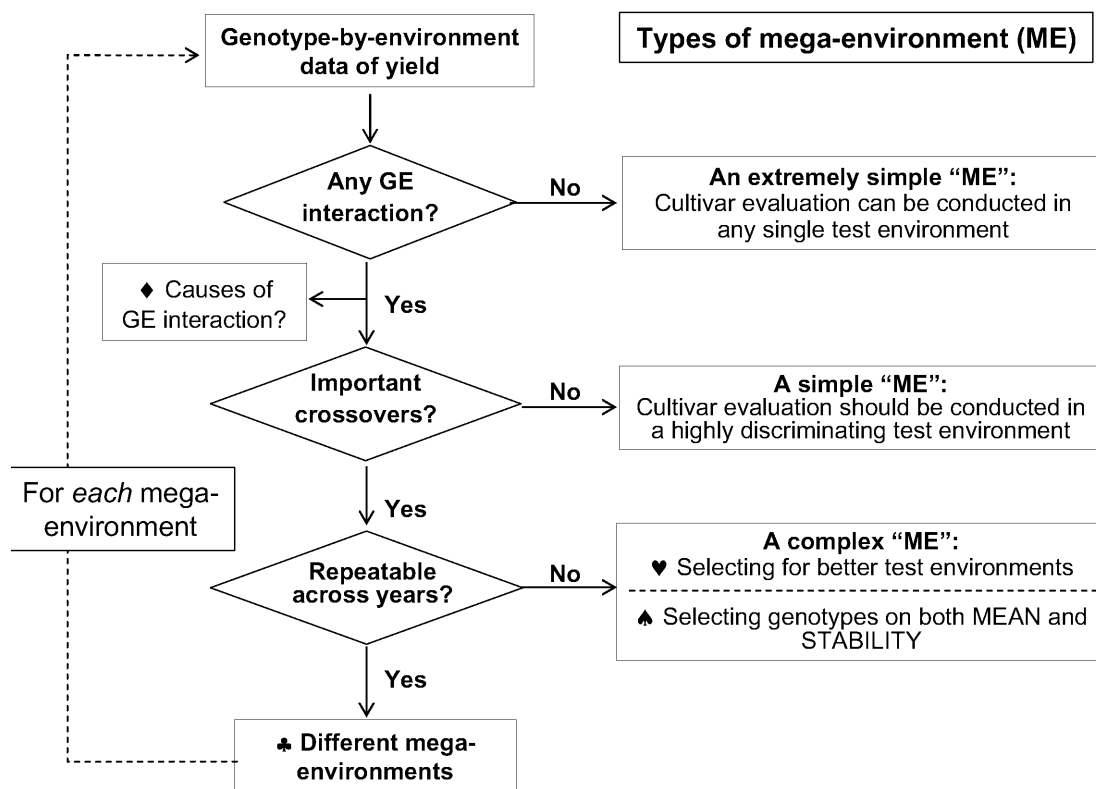 Genotype-by-environment
data of yield
Types of mega-environment (ME)
Any GE
interaction?
No
An extremely simple “ME”:
Cultivar evaluation can be conducted in
any single test environment
♦ Causes of
GE interaction?
Yes
Important
crossovers?
No
A simple “ME”:
Cultivar evaluation should be conducted in
a highly discriminating test environment
For each mega-
environment
Yes
Repeatable
across years?
No
A complex “ME”:
♥ Selecting for better test environments
♠ Selecting genotypes on both MEAN and
STABILITY
Yes
♣ Different mega-
environments